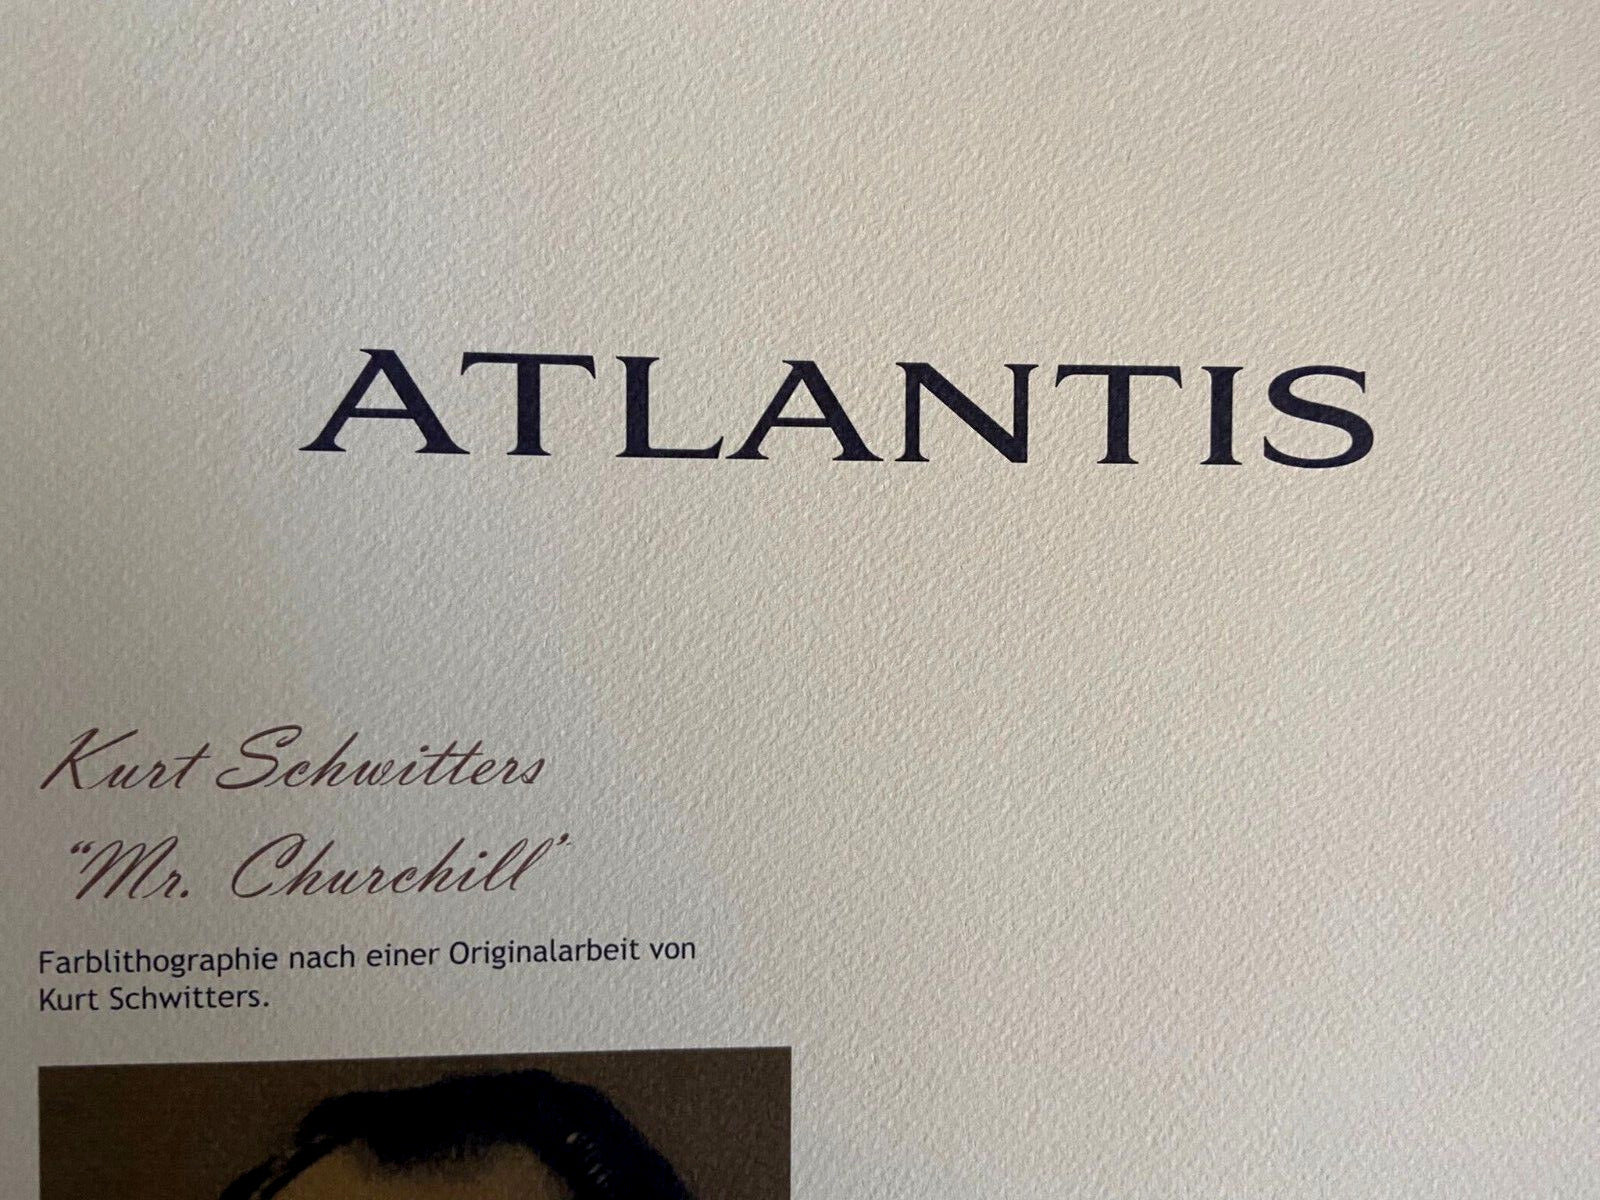 ATLANTIS
Kurt Schwitters
“Mr. Churchill”
Farblithographie nach einer Originalarbeit von
Kurt Schwitters.